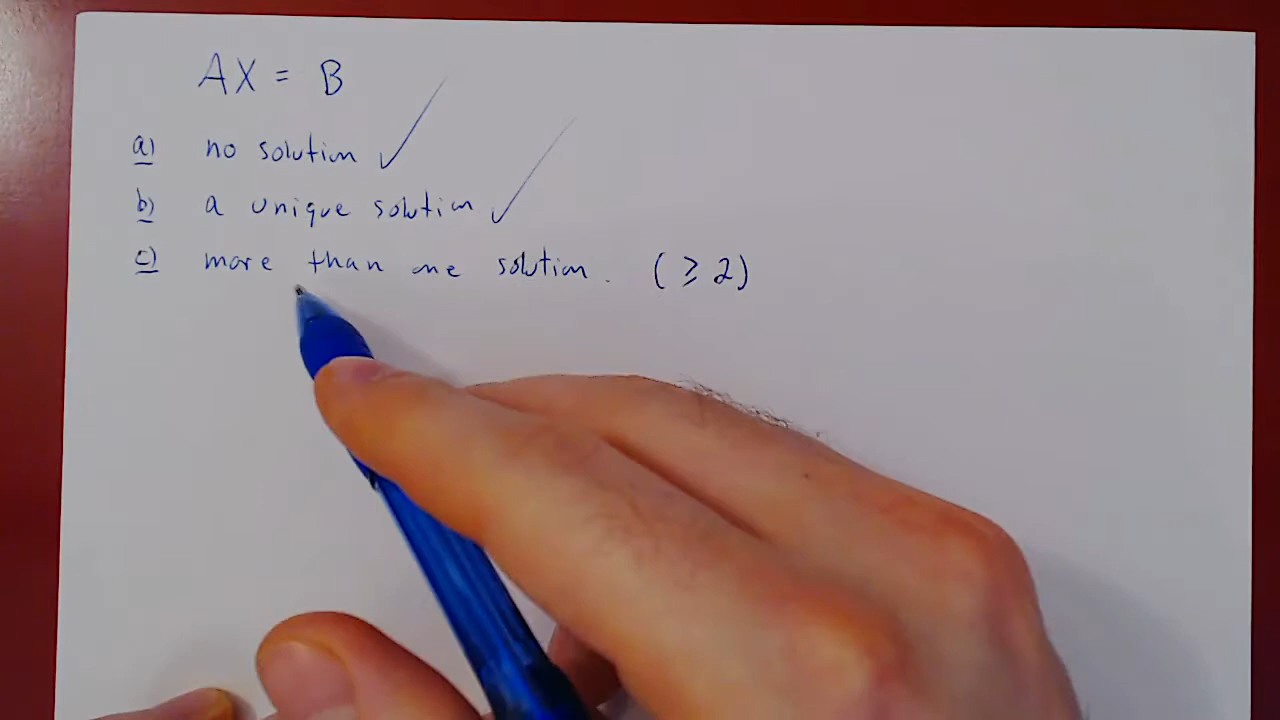 AX = B
a) no solution ✓
b) a unique solution ✓
c) more than one solution. (≥ 2)